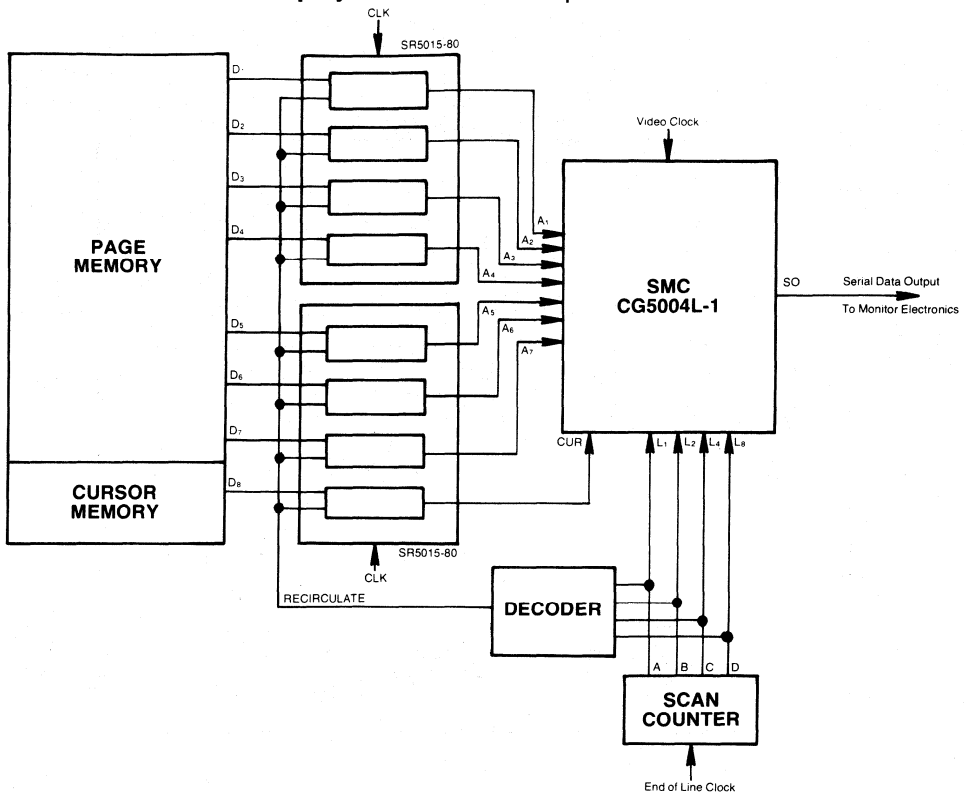 CLK
SR5015-80
D
D2
D3
D4
D5
D6
D7
D8
PAGE
MEMORY
CURSOR
MEMORY
Video Clock
A1
A2
A3
A4
A5
A6
A7
SMC
CG5004L-1
SO
Serial Data Output
To Monitor Electronics
CUR
L1
L2
L4
L8
SR5015-80
CLK
RECIRCULATE
DECODER
A
B
C
D
SCAN
COUNTER
End of Line Clock